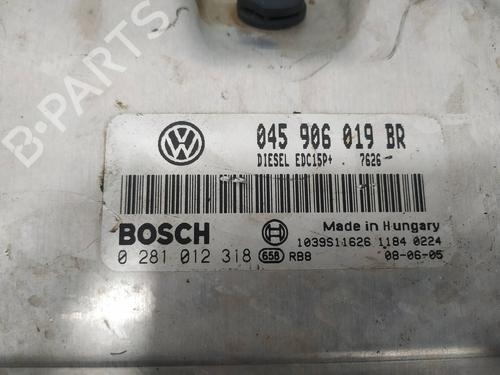 045 906 019 BR
DIESEL EDC15P+ . 7626
BOSCH
Made in Hungary
1039S11626 1184 0224
0 281 012 318 658 RB8 08-06-05